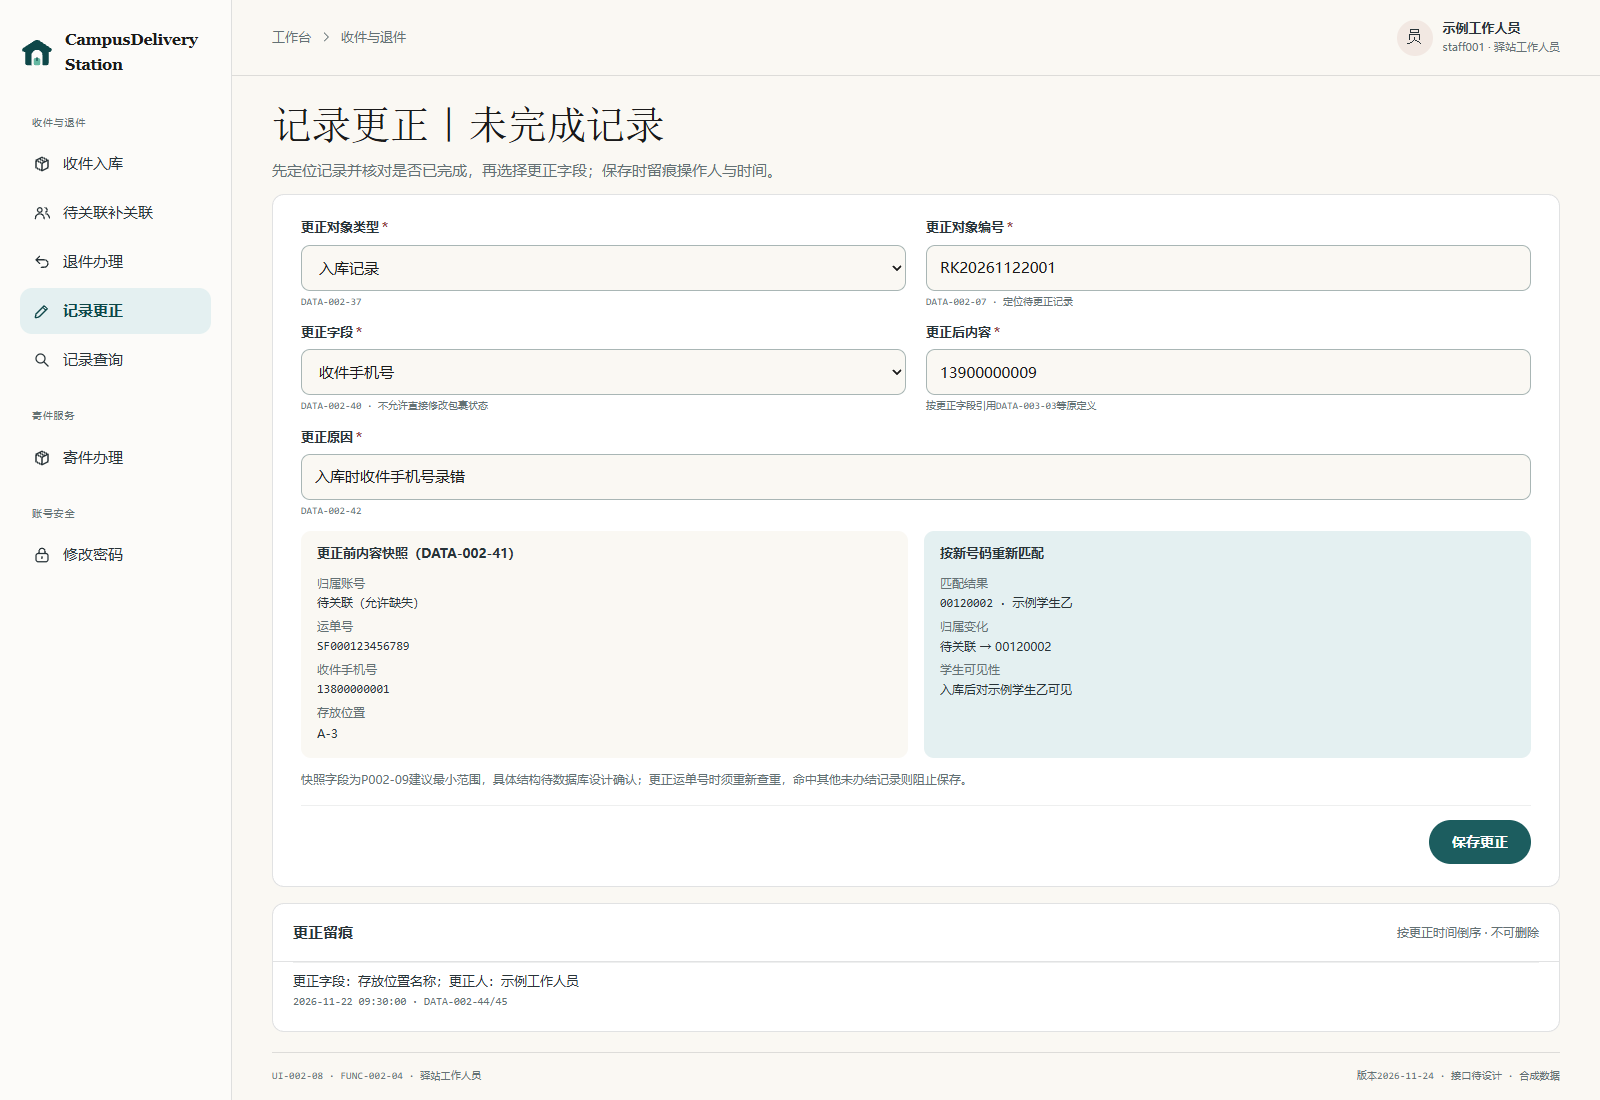 CampusDelivery
Station
收件与退件
收件入库
待关联补关联
退件办理
记录更正
记录查询
寄件服务
寄件办理
账号安全
修改密码
工作台 > 收件与退件
员
示例工作人员
staff001 · 驿站工作人员
记录更正｜未完成记录
先定位记录并核对是否已完成，再选择更正字段；保存时留痕操作人与时间。
更正对象类型 *
入库记录
DATA-002-37
更正对象编号 *
RK20261122001
DATA-002-07 · 定位待更正记录
更正字段 *
收件手机号
DATA-002-40 · 不允许直接修改包裹状态
更正后内容 *
13900000009
按更正字段引用DATA-003-03等原定义
更正原因 *
入库时收件手机号录错
DATA-002-42
更正前内容快照（DATA-002-41）
归属账号
待关联（允许缺失）
运单号
SF000123456789
收件手机号
13800000001
存放位置
A-3
按新号码重新匹配
匹配结果
00120002 · 示例学生乙
归属变化
待关联 → 00120002
学生可见性
入库后对示例学生乙可见
快照字段为P002-09建议最小范围，具体结构待数据库设计确认；更正运单号时须重新查重，命中其他未办结记录则阻止保存。
保存更正
更正留痕
按更正时间倒序 · 不可删除
更正字段：存放位置名称；更正人：示例工作人员
2026-11-22 09:30:00 · DATA-002-44/45
UI-002-08 · FUNC-002-04 · 驿站工作人员
版本2026-11-24 · 接口待设计 · 合成数据